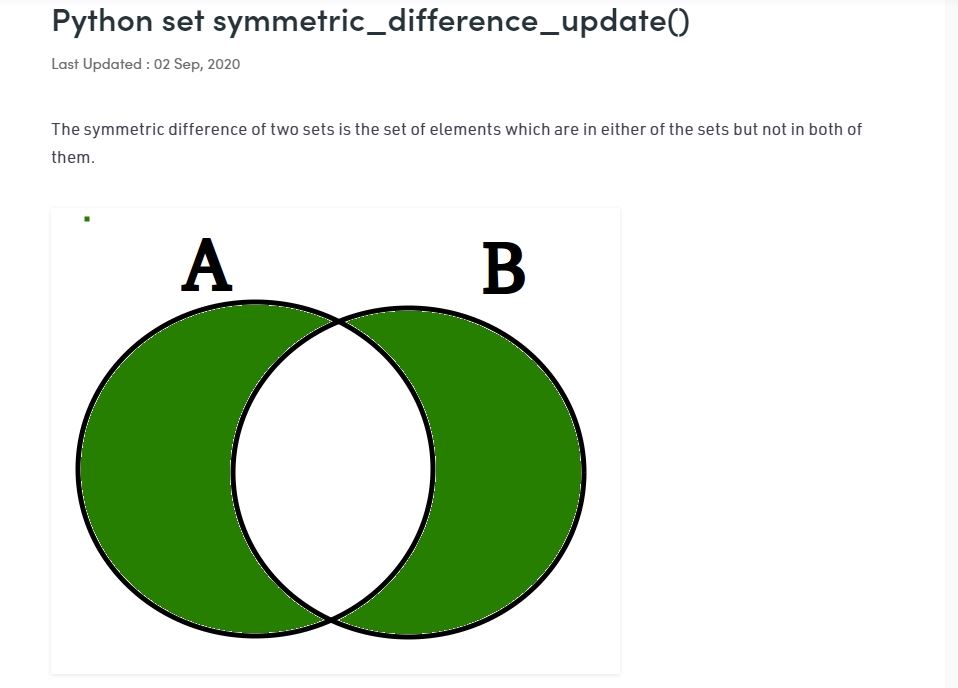 Python set symmetric_difference_update()
Last Updated : 02 Sep, 2020
The symmetric difference of two sets is the set of elements which are in either of the sets but not in both of
them.
A B